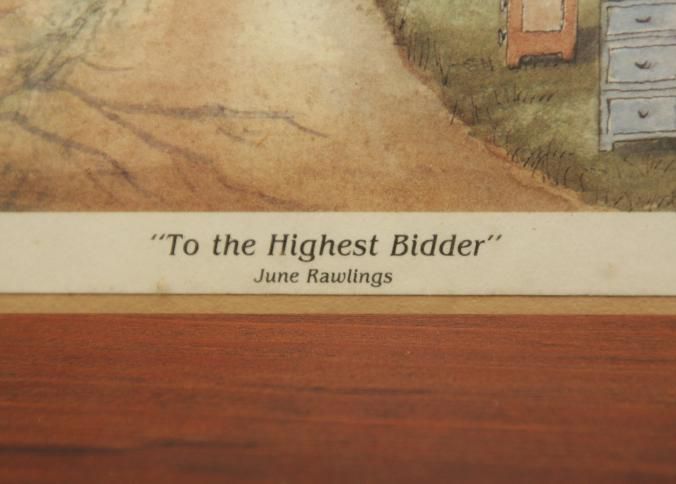 "To the Highest Bidder"
June Rawlings